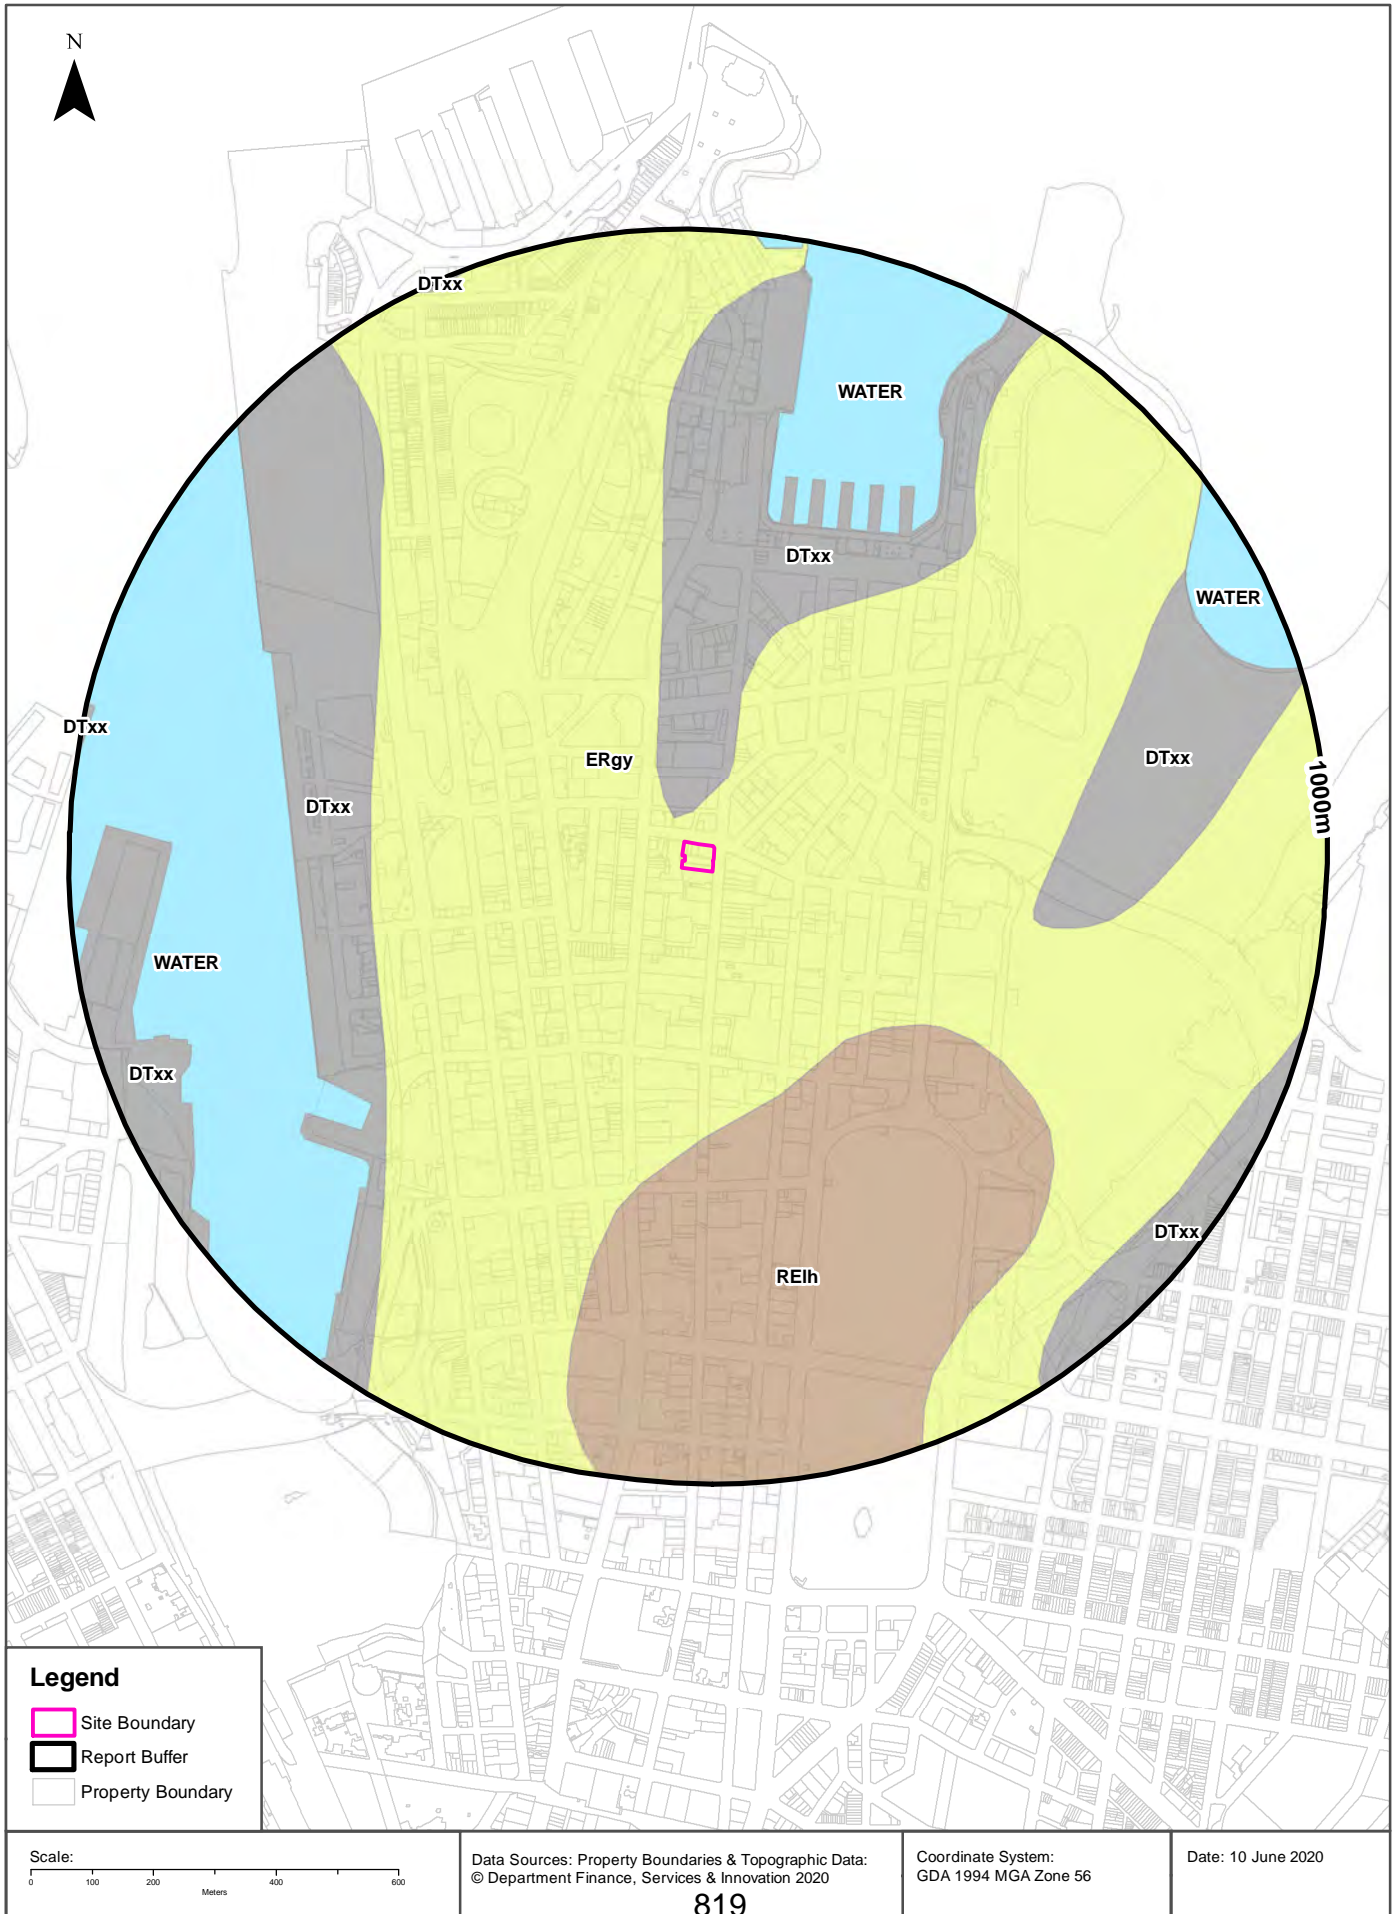 N
DTxx
WATER
DTxx
WATER
DTxx
ERgy
DTxx
DTxx
1000m
WATER
DTxx
DTxx
RElh
Legend
Site Boundary
Report Buffer
Property Boundary
Scale:
0 100 200 400 600
Meters
Data Sources: Property Boundaries & Topographic Data:
© Department Finance, Services & Innovation 2020
819
Coordinate System:
GDA 1994 MGA Zone 56
Date: 10 June 2020